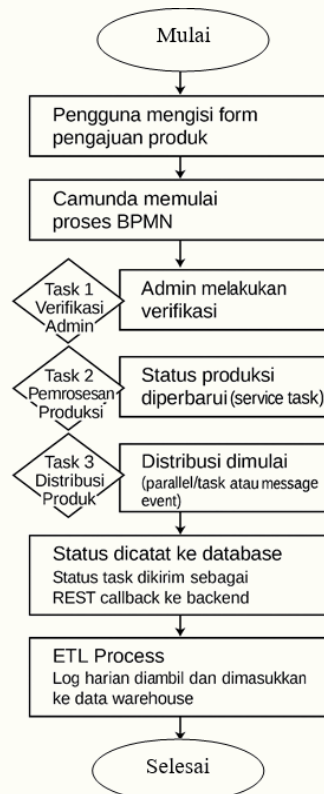 Mulai
Pengguna mengisi form
pengajuan produk
Camunda memulai
proses BPMN
Task 1
Verifikasi
Admin
Admin melakukan
verifikasi
Task 2
Pemrosesan
Produksi
Status produksi
diperbarui (service task)
Task 3
Distribusi
Produk
Distribusi dimulai
(parallel/task atau message
event)
Status dicatat ke database
Status task dikirim sebagai
REST callback ke backend
ETL Process
Log harian diambil dan dimasukkan
ke data warehouse
Selesai